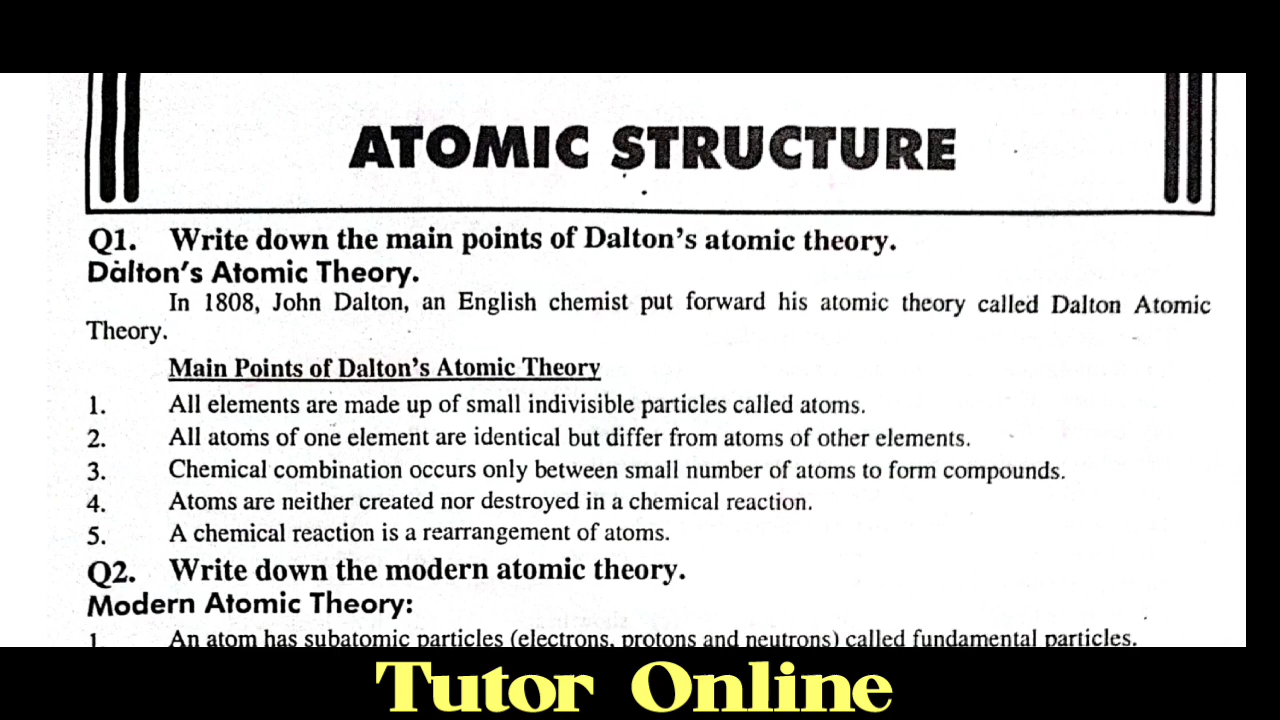 ATOMIC STRUCTURE
Q1. Write down the main points of Dalton's atomic theory.
Dalton's Atomic Theory.
In 1808, John Dalton, an English chemist put forward his atomic theory called Dalton Atomic
Theory.
Main Points of Dalton's Atomic Theory
1. All elements are made up of small indivisible particles called atoms.
2. All atoms of one element are identical but differ from atoms of other elements.
3. Chemical combination occurs only between small number of atoms to form compounds.
4. Atoms are neither created nor destroyed in a chemical reaction.
5. A chemical reaction is a rearrangement of atoms.
Q2. Write down the modern atomic theory.
Modern Atomic Theory:
1. An atom has subatomic particles (electrons, protons and neutrons) called fundamental particles.
Tutor Online